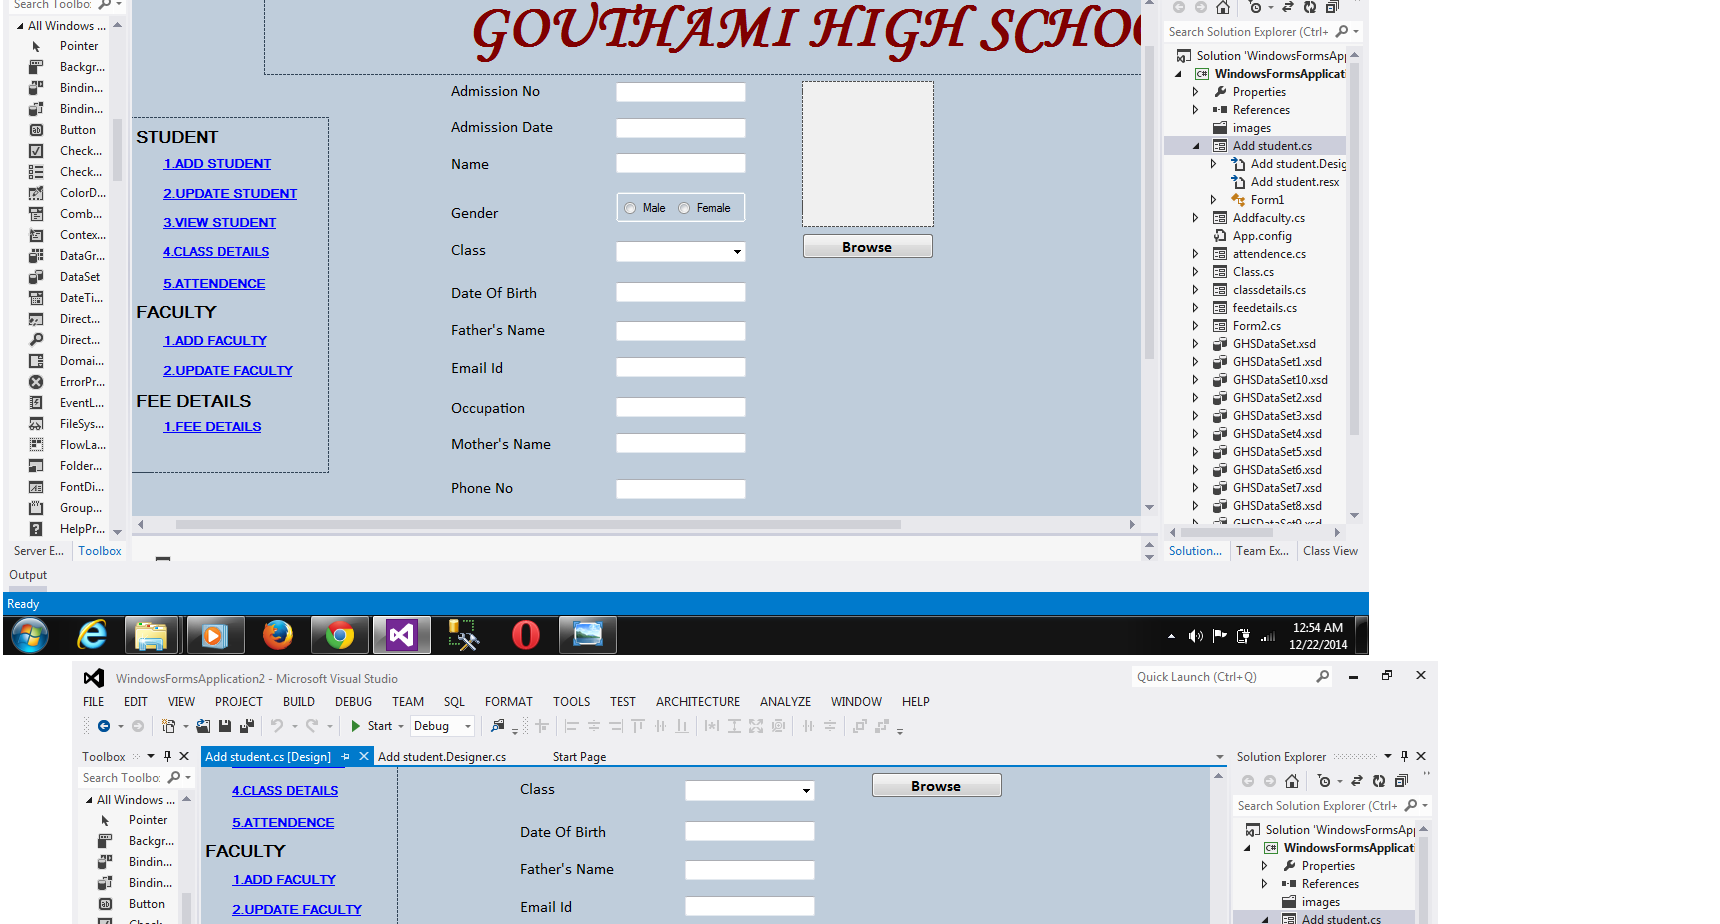 Search Toolbo:
All Windows ...
Pointer
Backgr...
Bindin...
Bindin...
Button
Check...
Check...
ColorD...
Comb...
Contex...
DataGr...
DataSet
DateTi...
Direct...
Direct...
Domai...
ErrorPr...
EventL...
FileSys...
FlowLa...
Folder...
FontDi...
Group...
HelpPr...
Server E...
Toolbox
Output
Ready
GOUTHAMI HIGH SCHO
STUDENT
1.ADD STUDENT
2.UPDATE STUDENT
3.VIEW STUDENT
4.CLASS DETAILS
5.ATTENDENCE
FACULTY
1.ADD FACULTY
2.UPDATE FACULTY
FEE DETAILS
1.FEE DETAILS
Admission No
Admission Date
Name
Gender
Male Female
Class
Date Of Birth
Father's Name
Email Id
Occupation
Mother's Name
Phone No
Browse
Search Solution Explorer (Ctrl+
Solution 'WindowsFormsApp
WindowsFormsApplicati
Properties
References
images
Add student.cs
Add student.Desig
Add student.resx
Form1
Addfaculty.cs
App.config
attendence.cs
Class.cs
classdetails.cs
feedetails.cs
Form2.cs
GHSDataSet.xsd
GHSDataSet1.xsd
GHSDataSet10.xsd
GHSDataSet2.xsd
GHSDataSet3.xsd
GHSDataSet4.xsd
GHSDataSet5.xsd
GHSDataSet6.xsd
GHSDataSet7.xsd
GHSDataSet8.xsd
GHSDataSet9.xsd
Solution... Team Ex... Class View
12:54 AM
12/22/2014
WindowsFormsApplication2 - Microsoft Visual Studio
Quick Launch (Ctrl+Q)
FILE EDIT VIEW PROJECT BUILD DEBUG TEAM SQL FORMAT TOOLS TEST ARCHITECTURE ANALYZE WINDOW HELP
Start Debug
Toolbox
Search Toolbo:
All Windows ...
Pointer
Backgr...
Bindin...
Bindin...
Button
Check...
Add student.cs [Design] Add student.Designer.cs Start Page
4.CLASS DETAILS
5.ATTENDENCE
FACULTY
1.ADD FACULTY
2.UPDATE FACULTY
Class
Date Of Birth
Father's Name
Email Id
Browse
Solution Explorer
Search Solution Explorer (Ctrl+
Solution 'WindowsFormsApp
WindowsFormsApplicati
Properties
References
images
Add student.cs